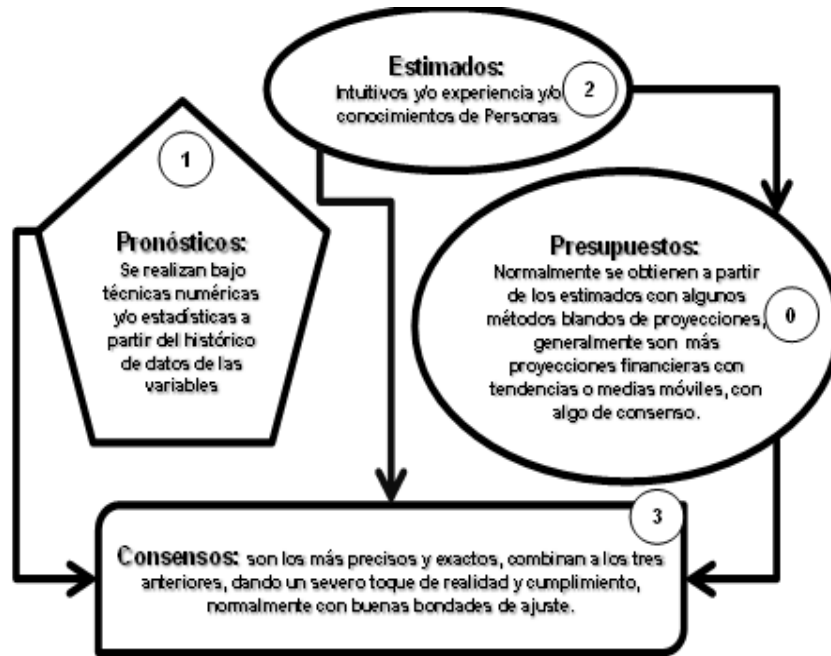 Estimados:
Intuitivos y/o experiencia y/o
conocimientos de Personas
2
1
Pronósticos:
Se realizan bajo
técnicas numéricas
y/o estadísticas a
partir del histórico
de datos de las
variables
Presupuestos:
Normalmente se obtienen a partir
de los estimados con algunos
métodos blandos de proyecciones,
generalmente son más
proyecciones financieras con
tendencias o medias móviles, con
algo de consenso.
0
3
Consensos: son los más precisos y exactos, combinan a los tres
anteriores, dando un severo toque de realidad y cumplimiento,
normalmente con buenas bondades de ajuste.